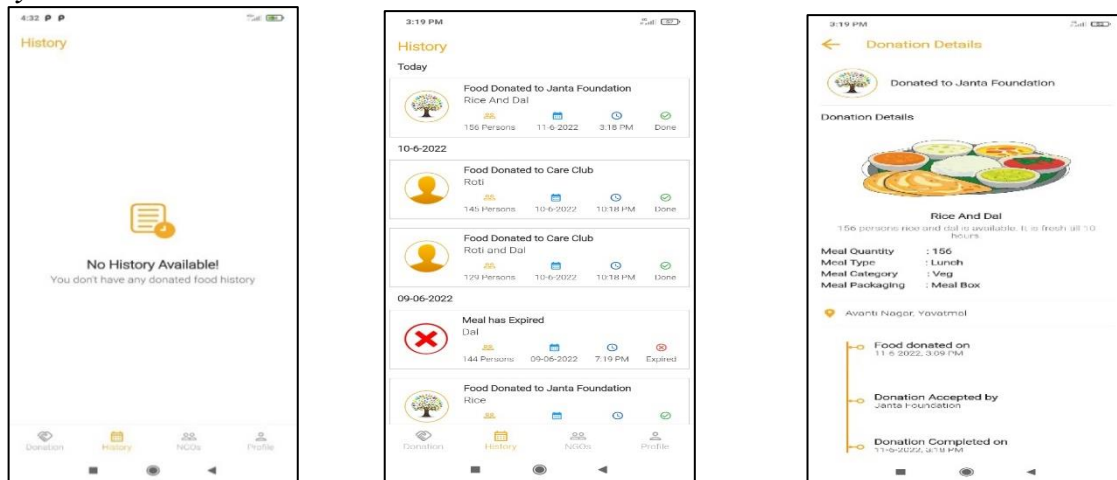 4:32
History
No History Available!
You don't have any donated food history
Donation History NGOs Profile
3:19 PM
History
Today
Food Donated to Janta Foundation
Rice And Dal
156 Persons 11-6-2022 3:18 PM Done
10-6-2022
Food Donated to Care Club
Roti
145 Persons 10-6-2022 10:18 PM Done
Food Donated to Care Club
Roti and Dal
129 Persons 10-6-2022 10:18 PM Done
09-06-2022
Meal has Expired
Dal
144 Persons 09-06-2022 7:19 PM Expired
Food Donated to Janta Foundation
Rice
Donation History NGOs Profile
3:19 PM
Donation Details
Donated to Janta Foundation
Donation Details
Rice And Dal
156 persons rice and dal is available. It is fresh all 10
hours
Meal Quantity : 156
Meal Type : Lunch
Meal Category : Veg
Meal Packaging : Meal Box
Avanti Nagar, Yavatmal
Food donated on
11-6-2022, 3:09 PM
Donation Accepted by
Janta Foundation
Donation Completed on
11-6-2022, 3:18 PM